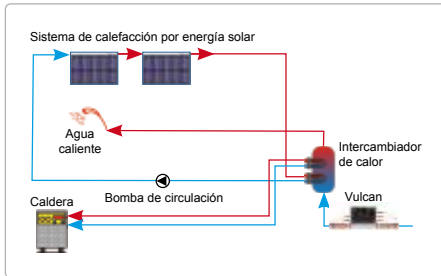 Sistema de calefacción por energía solar
Agua
caliente
Intercambiador
de calor
Bomba de circulación
Caldera
Vulcan